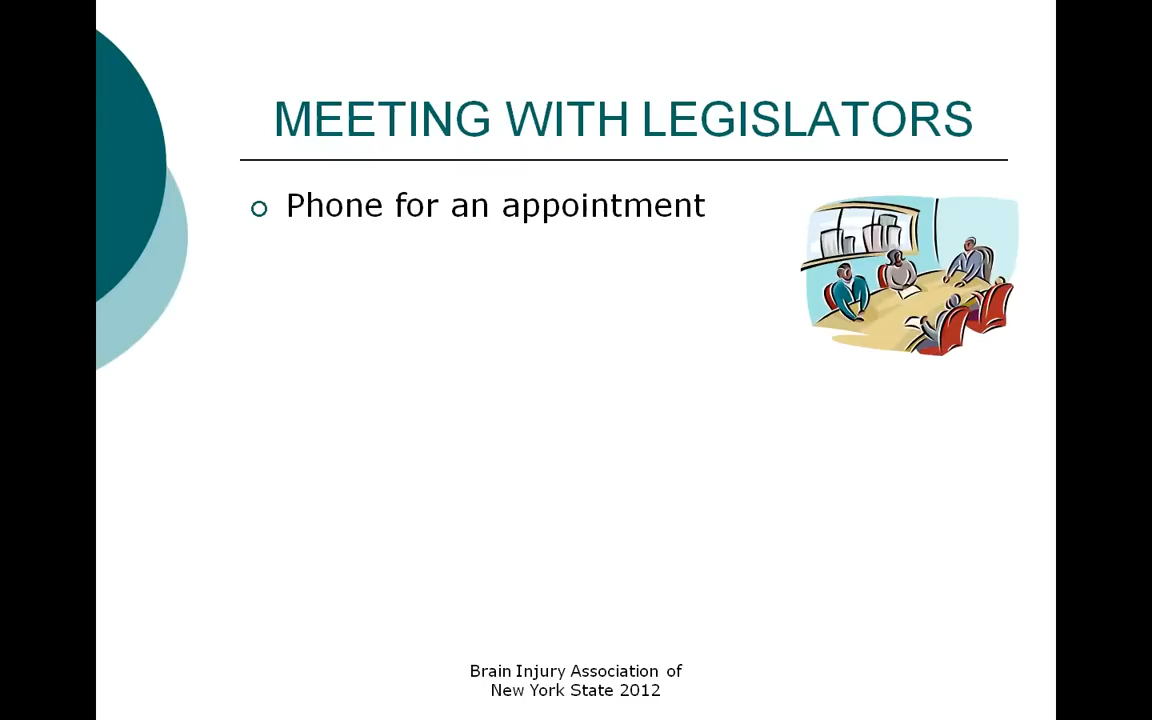 MEETING WITH LEGISLATORS
Phone for an appointment
Brain Injury Association of
New York State 2012